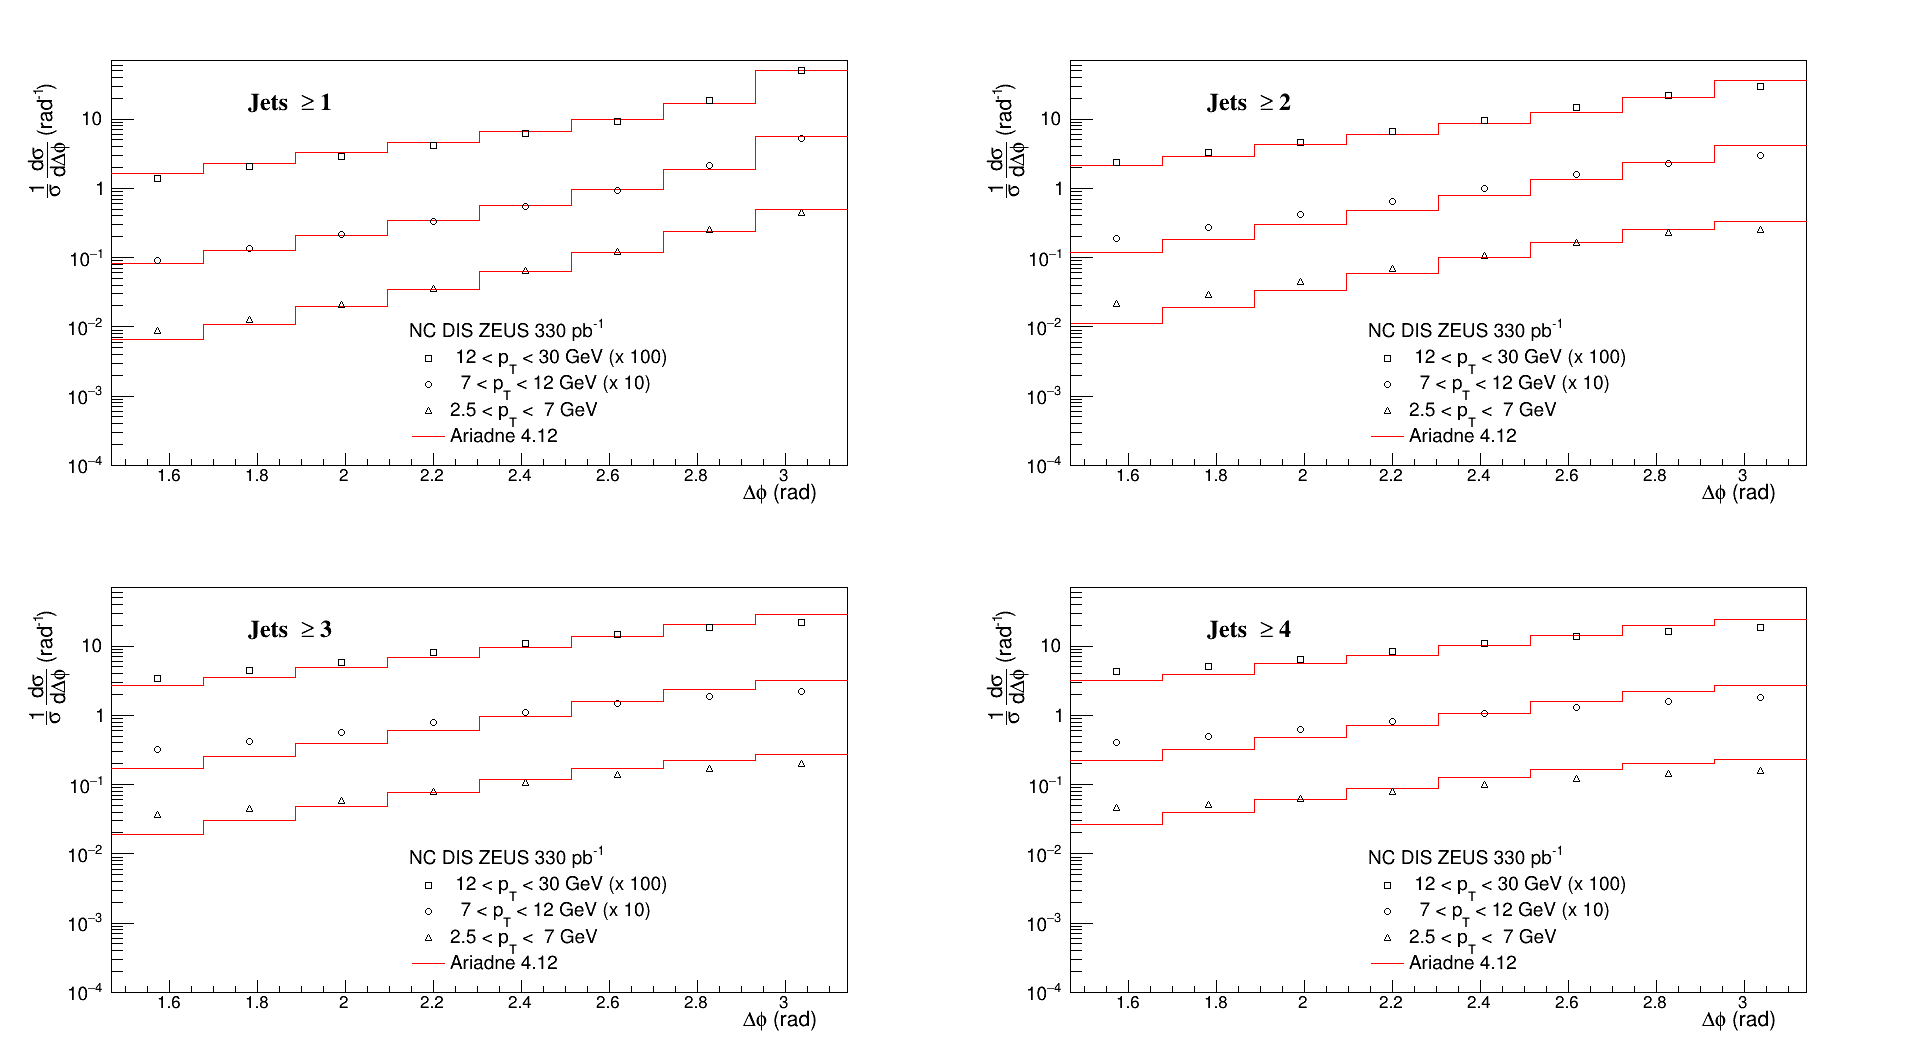 Jets ≥ 1
1/σ dσ/dΔφ (rad⁻¹)
10
1
10⁻¹
10⁻²
10⁻³
10⁻⁴
NC DIS ZEUS 330 pb⁻¹
12 < p_T < 30 GeV (x 100)
7 < p_T < 12 GeV (x 10)
2.5 < p_T < 7 GeV
Ariadne 4.12
1.6 1.8 2 2.2 2.4 2.6 2.8 3
Δφ (rad)
Jets ≥ 2
1/σ dσ/dΔφ (rad⁻¹)
10
1
10⁻¹
10⁻²
10⁻³
10⁻⁴
NC DIS ZEUS 330 pb⁻¹
12 < p_T < 30 GeV (x 100)
7 < p_T < 12 GeV (x 10)
2.5 < p_T < 7 GeV
Ariadne 4.12
1.6 1.8 2 2.2 2.4 2.6 2.8 3
Δφ (rad)
Jets ≥ 3
1/σ dσ/dΔφ (rad⁻¹)
10
1
10⁻¹
10⁻²
10⁻³
10⁻⁴
NC DIS ZEUS 330 pb⁻¹
12 < p_T < 30 GeV (x 100)
7 < p_T < 12 GeV (x 10)
2.5 < p_T < 7 GeV
Ariadne 4.12
1.6 1.8 2 2.2 2.4 2.6 2.8 3
Δφ (rad)
Jets ≥ 4
1/σ dσ/dΔφ (rad⁻¹)
10
1
10⁻¹
10⁻²
10⁻³
10⁻⁴
NC DIS ZEUS 330 pb⁻¹
12 < p_T < 30 GeV (x 100)
7 < p_T < 12 GeV (x 10)
2.5 < p_T < 7 GeV
Ariadne 4.12
1.6 1.8 2 2.2 2.4 2.6 2.8 3
Δφ (rad)